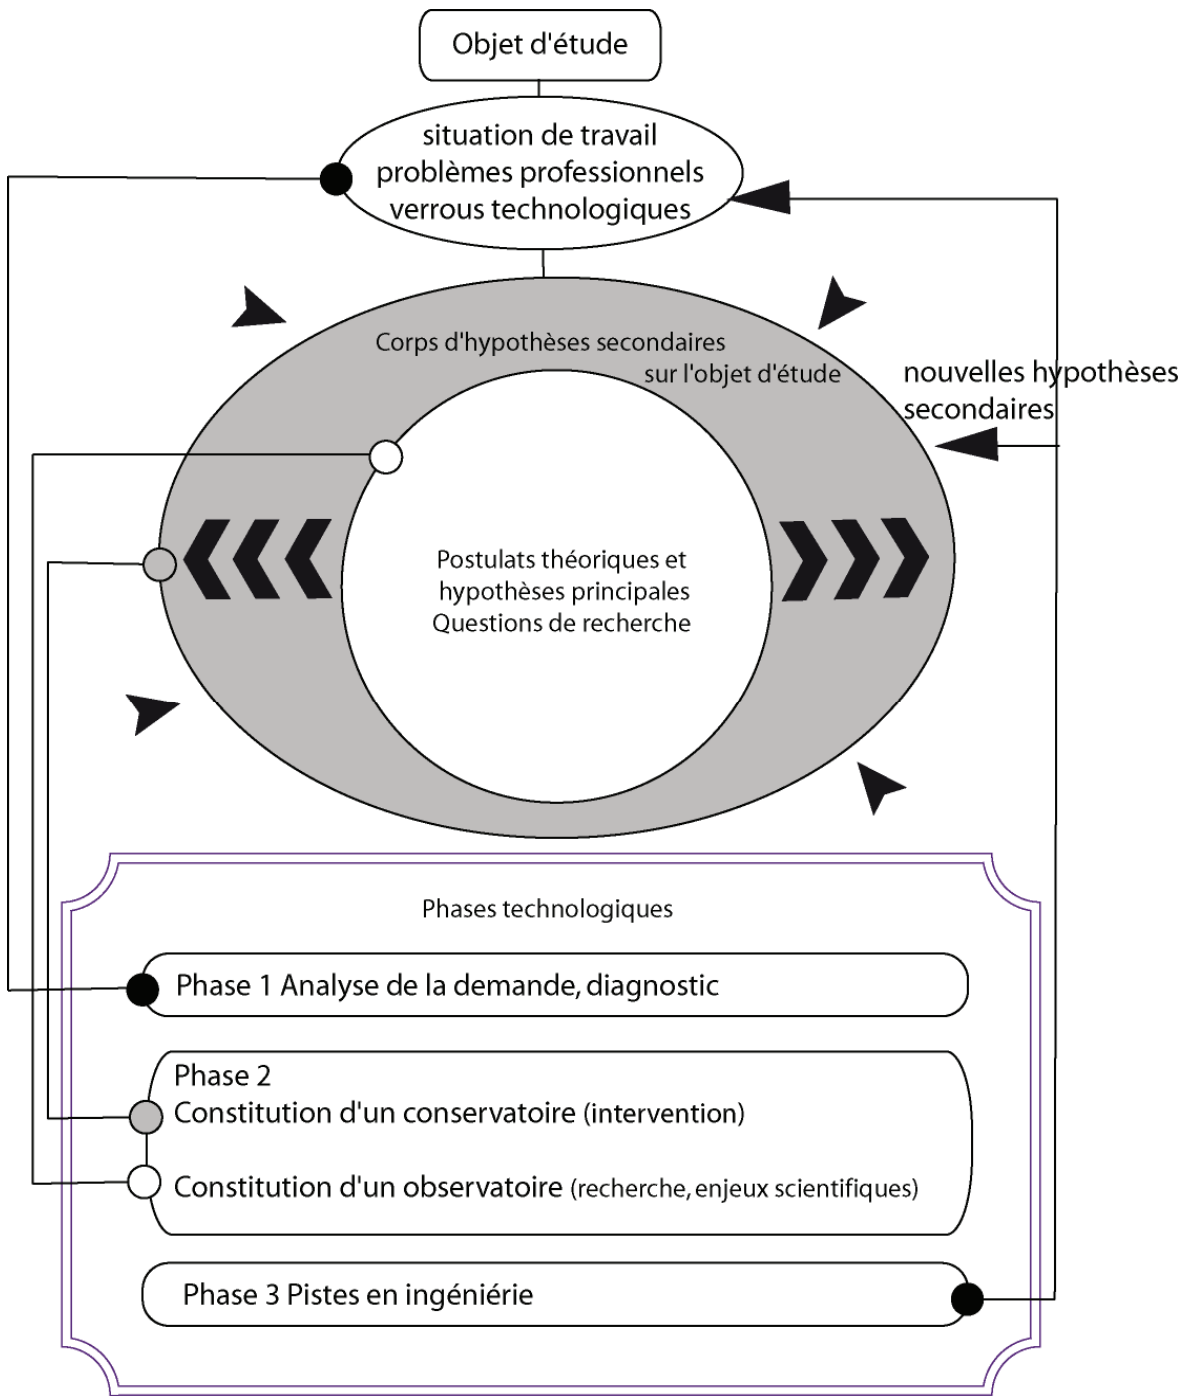 Objet d'étude
situation de travail
problèmes professionnels
verrous technologiques
Corps d'hypothèses secondaires
sur l'objet d'étude
nouvelles hypothèses
secondaires
Postulats théoriques et
hypothèses principales
Questions de recherche
Phases technologiques
Phase 1 Analyse de la demande, diagnostic
Phase 2
Constitution d'un conservatoire (intervention)
Constitution d'un observatoire (recherche, enjeux scientifiques)
Phase 3 Pistes en ingéniérie